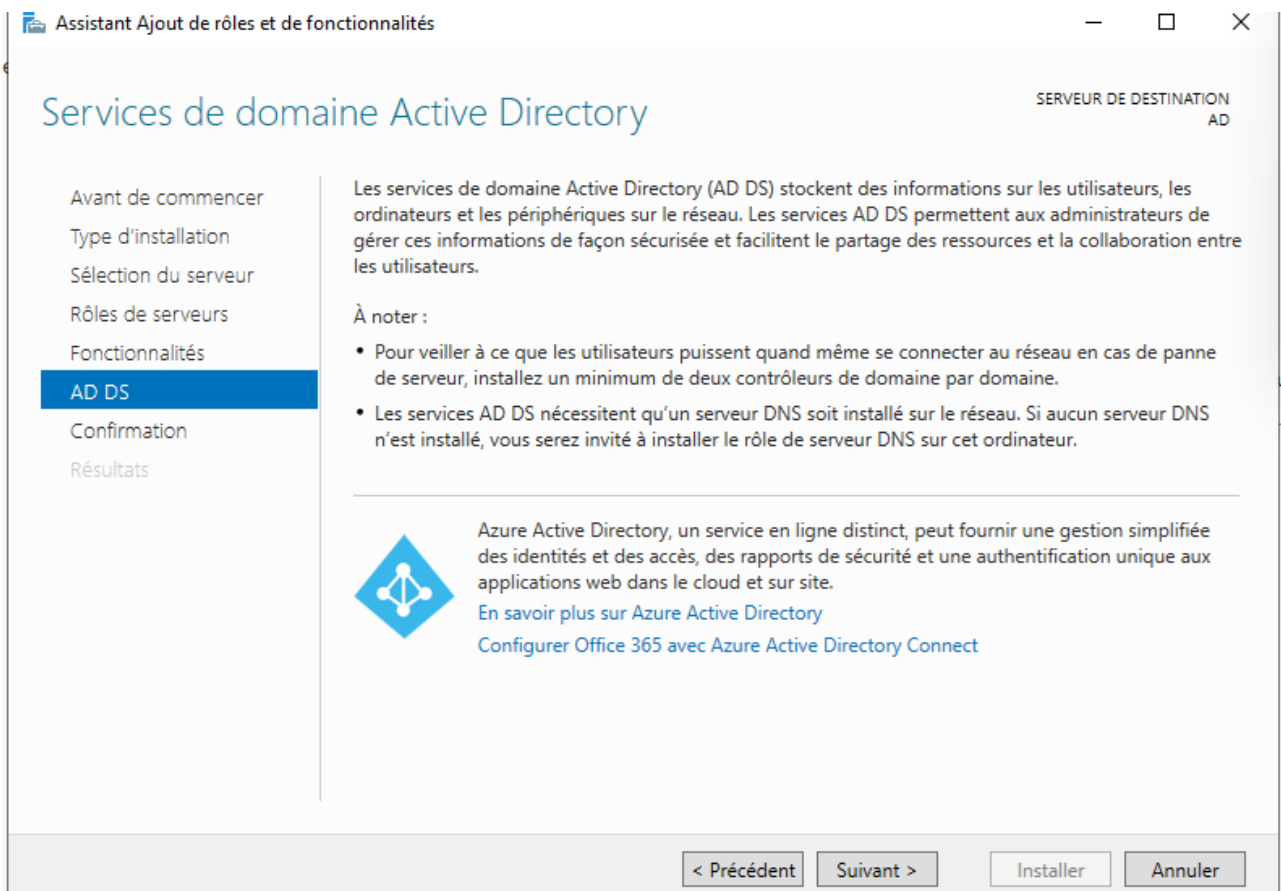 Assistant Ajout de rôles et de fonctionnalités
Services de domaine Active Directory
SERVEUR DE DESTINATION
AD
Avant de commencer
Type d'installation
Sélection du serveur
Rôles de serveurs
Fonctionnalités
AD DS
Confirmation
Résultats
Les services de domaine Active Directory (AD DS) stockent des informations sur les utilisateurs, les
ordinateurs et les périphériques sur le réseau. Les services AD DS permettent aux administrateurs de
gérer ces informations de façon sécurisée et facilitent le partage des ressources et la collaboration entre
les utilisateurs.
À noter :
• Pour veiller à ce que les utilisateurs puissent quand même se connecter au réseau en cas de panne
de serveur, installez un minimum de deux contrôleurs de domaine par domaine.
• Les services AD DS nécessitent qu'un serveur DNS soit installé sur le réseau. Si aucun serveur DNS
n'est installé, vous serez invité à installer le rôle de serveur DNS sur cet ordinateur.
Azure Active Directory, un service en ligne distinct, peut fournir une gestion simplifiée
des identités et des accès, des rapports de sécurité et une authentification unique aux
applications web dans le cloud et sur site.
En savoir plus sur Azure Active Directory
Configurer Office 365 avec Azure Active Directory Connect
< Précédent
Suivant >
Installer
Annuler